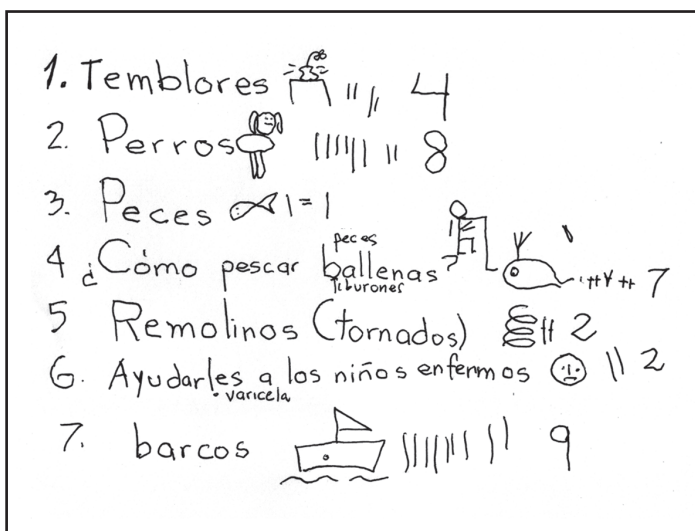 1. Temblores 4
2. Perros 8
3. Peces 1 = 1
4 ¿Cómo pescar ballenas? 7
peces
tiburones
5 Remolinos (tornados) 2
6. Ayudarles a los niños enfermos 2
varicela
7. barcos 9